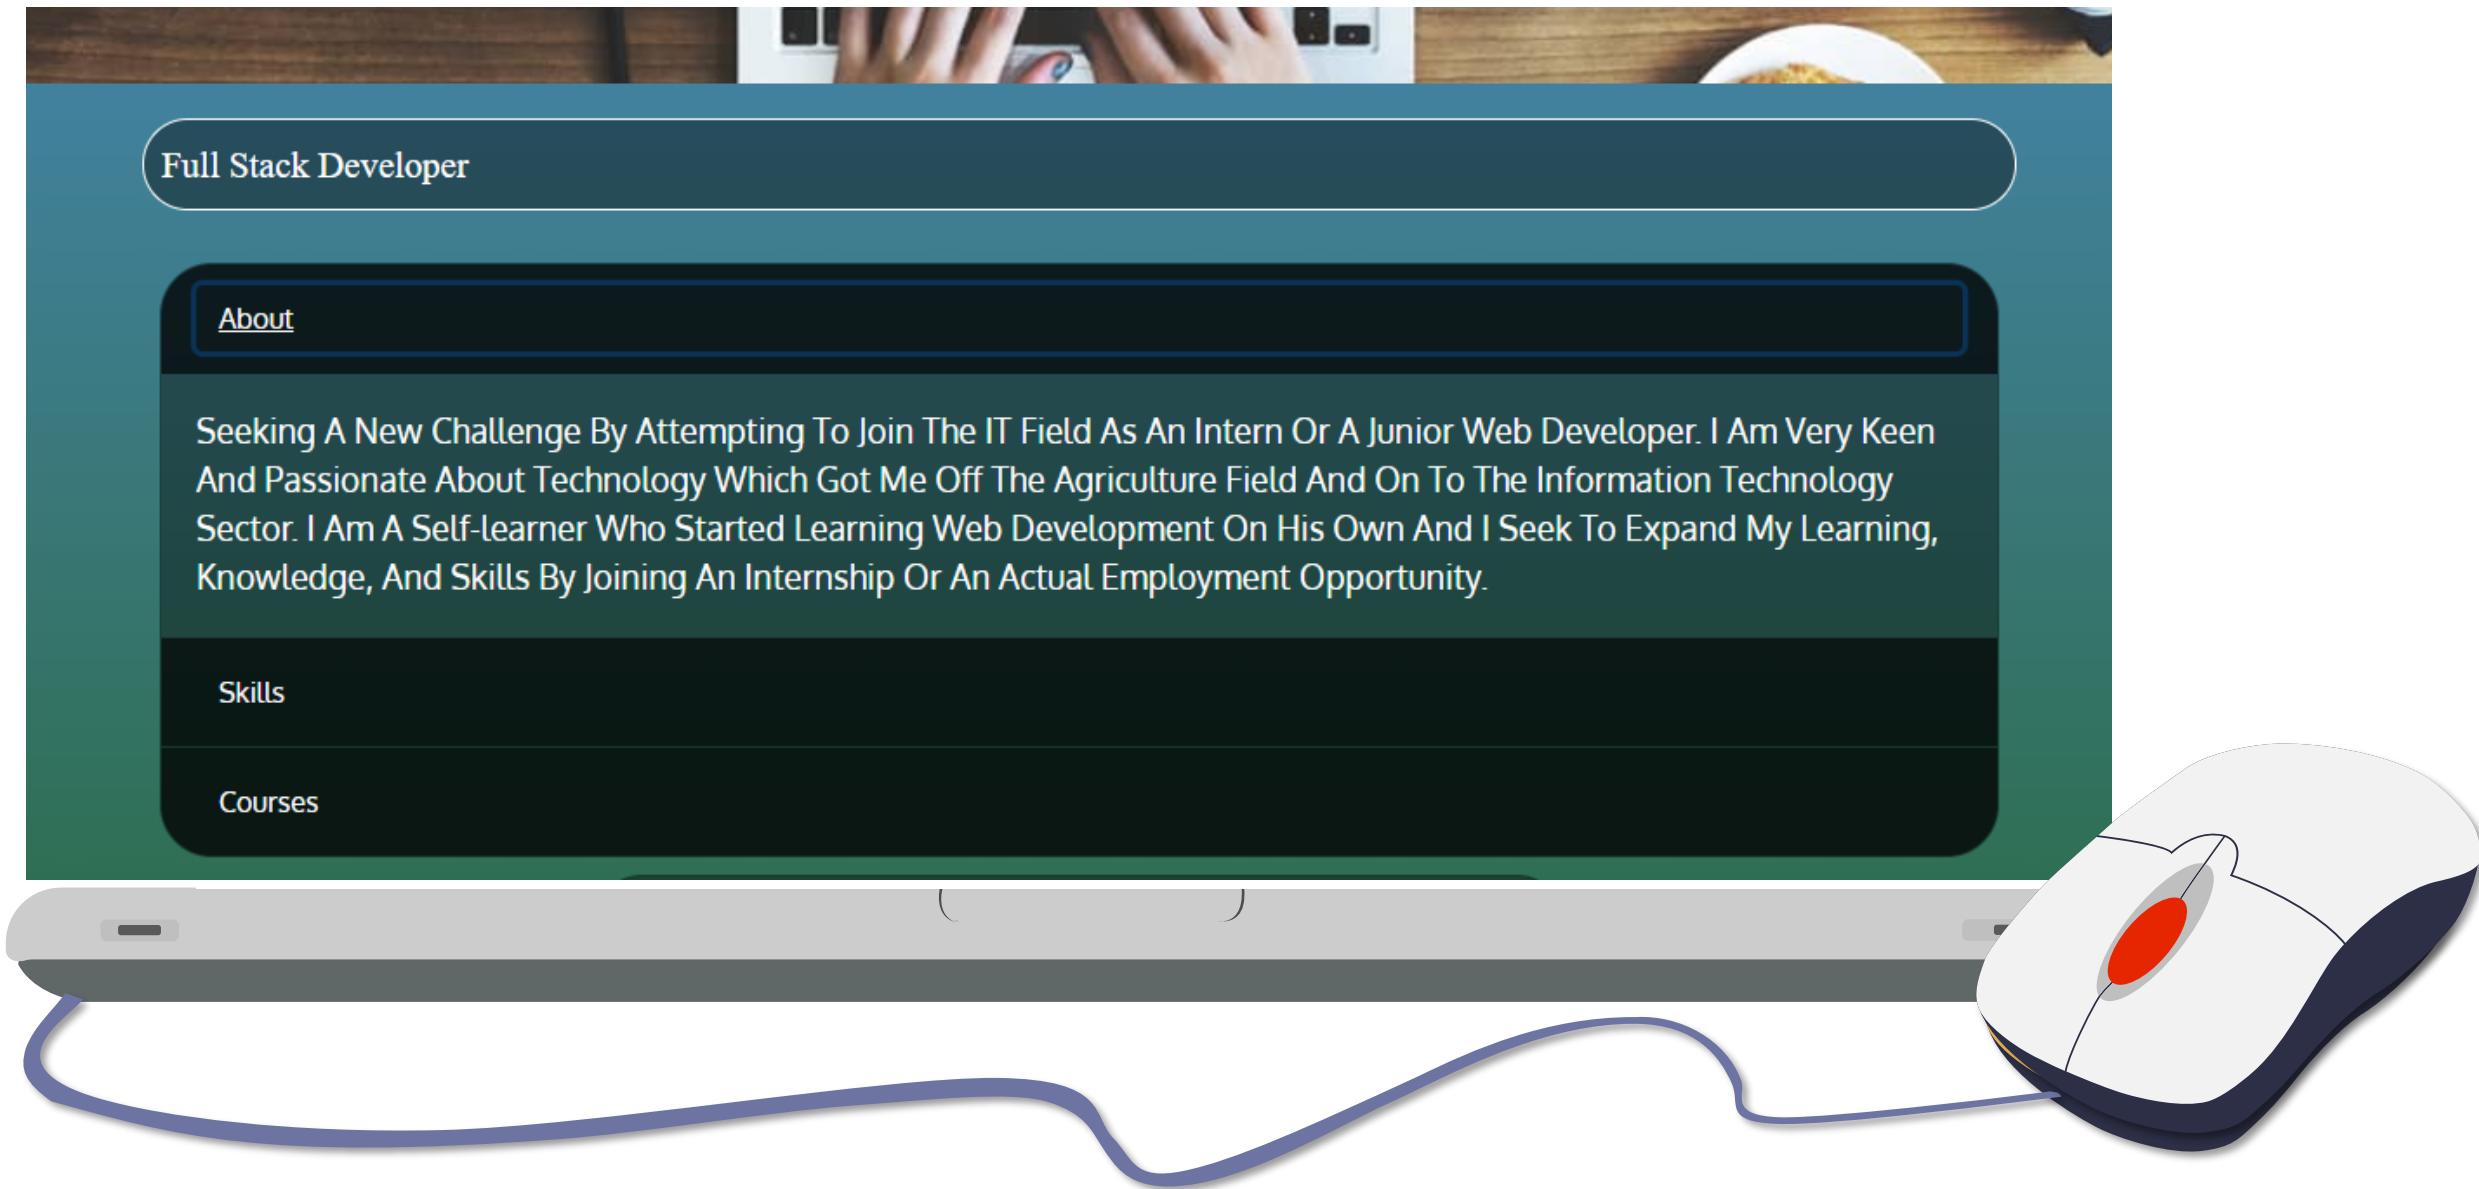 Full Stack Developer
About
Seeking A New Challenge By Attempting To Join The IT Field As An Intern Or A Junior Web Developer. I Am Very Keen
And Passionate About Technology Which Got Me Off The Agriculture Field And On To The Information Technology
Sector. I Am A Self-learner Who Started Learning Web Development On His Own And I Seek To Expand My Learning,
Knowledge, And Skills By Joining An Internship Or An Actual Employment Opportunity.
Skills
Courses